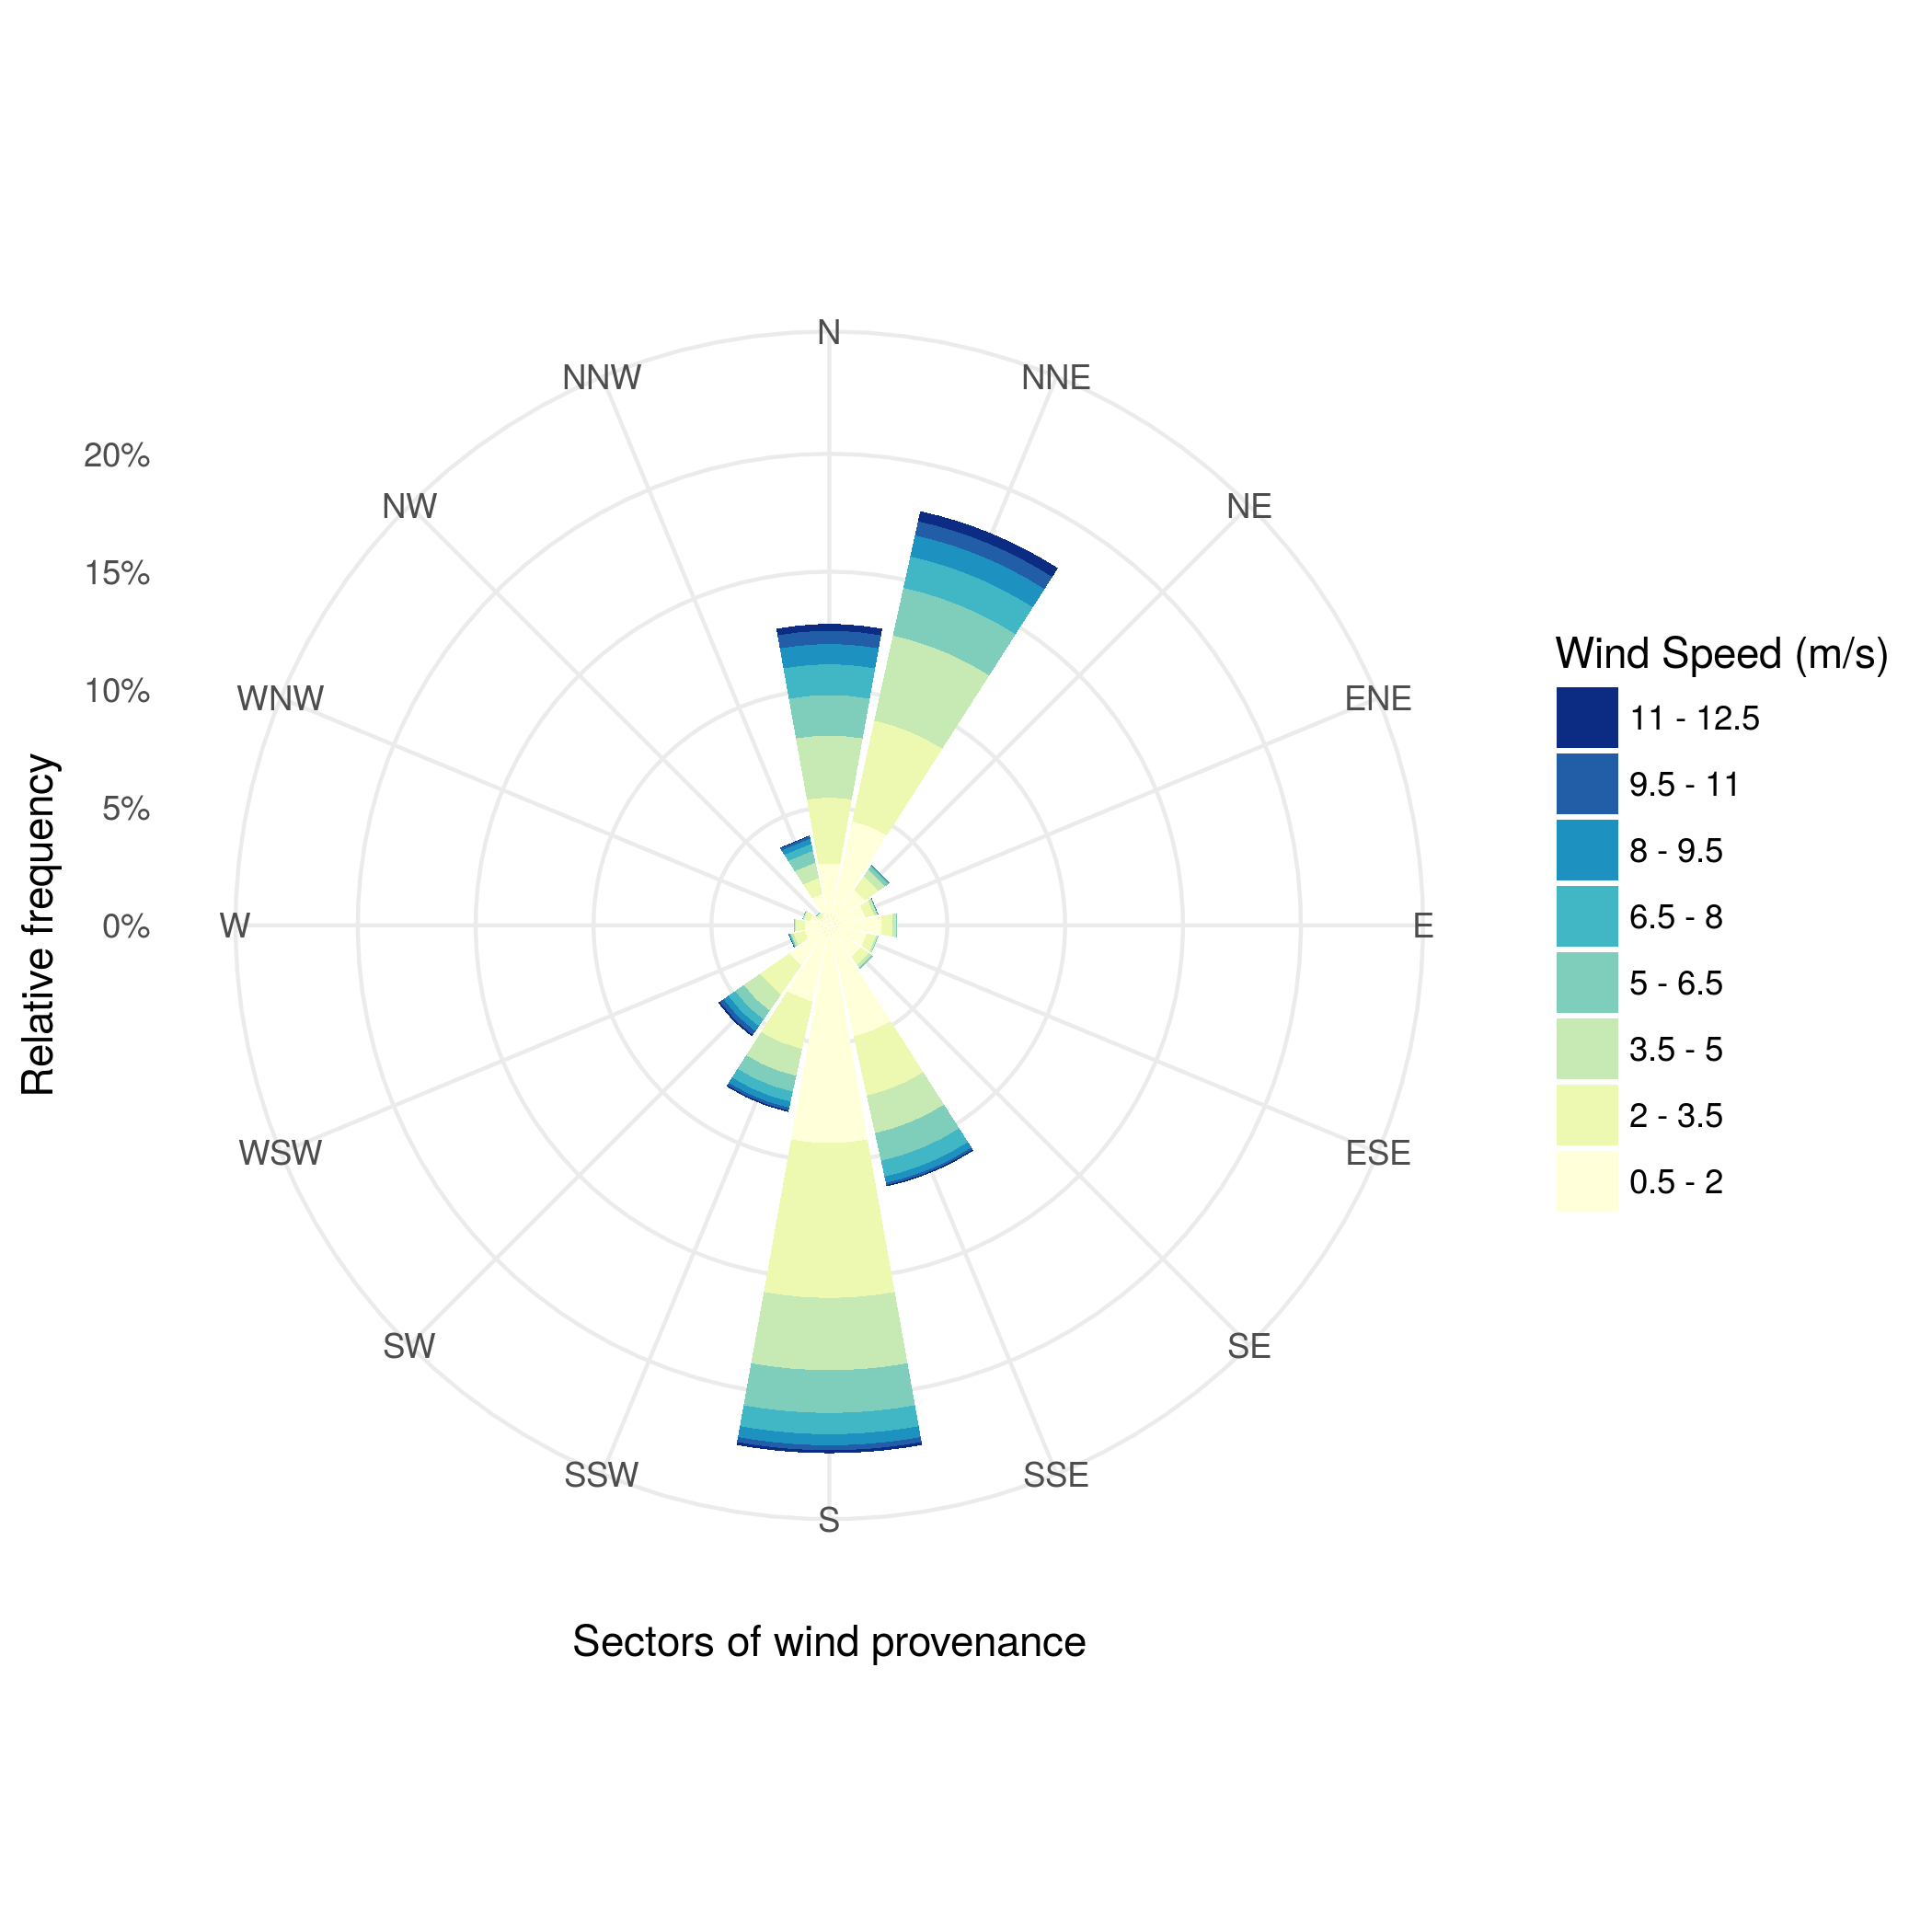 N
NNW
NNE
20%
NW
NE
15%
Wind Speed (m/s)
10%
WNW
ENE
11 - 12.5
9.5 - 11
5%
8 - 9.5
Relative frequency
0%
W
E
6.5 - 8
5 - 6.5
3.5 - 5
2 - 3.5
WSW
ESE
0.5 - 2
SW
SE
SSW
SSE
S
Sectors of wind provenance